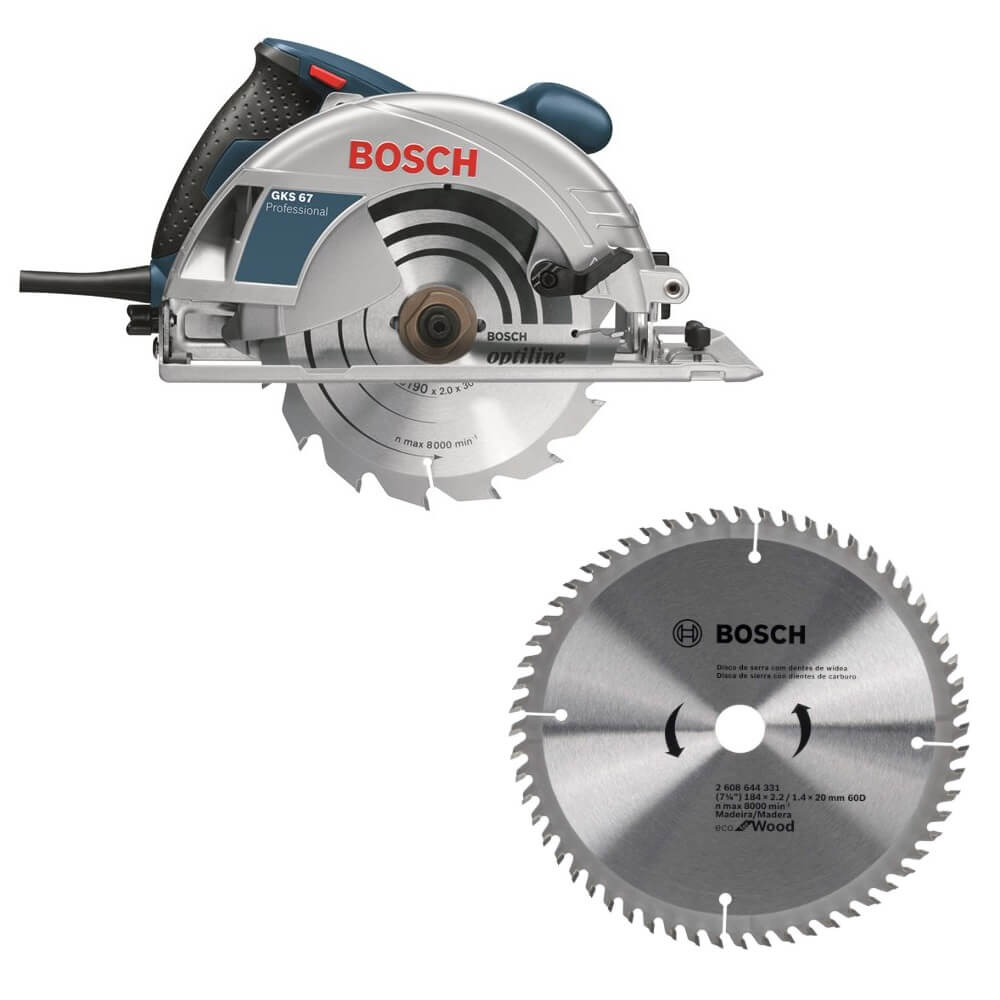 BOSCH
GKS 67
Professional
BOSCH
optiline
190 x 2.0 x 30
n max 8000 min⁻¹
BOSCH
Disco de serra com dentes de widea
Disco de sierra con dientes de carburo
2 608 644 331
(7¼") 184 × 2.2 / 1.4 × 20 mm 60D
n max 8000 min⁻¹
Madeira/Madera
eco for Wood